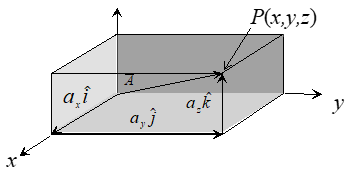 P(x,y,z)
A
a_x î
a_z k̂
a_y ĵ
y
x